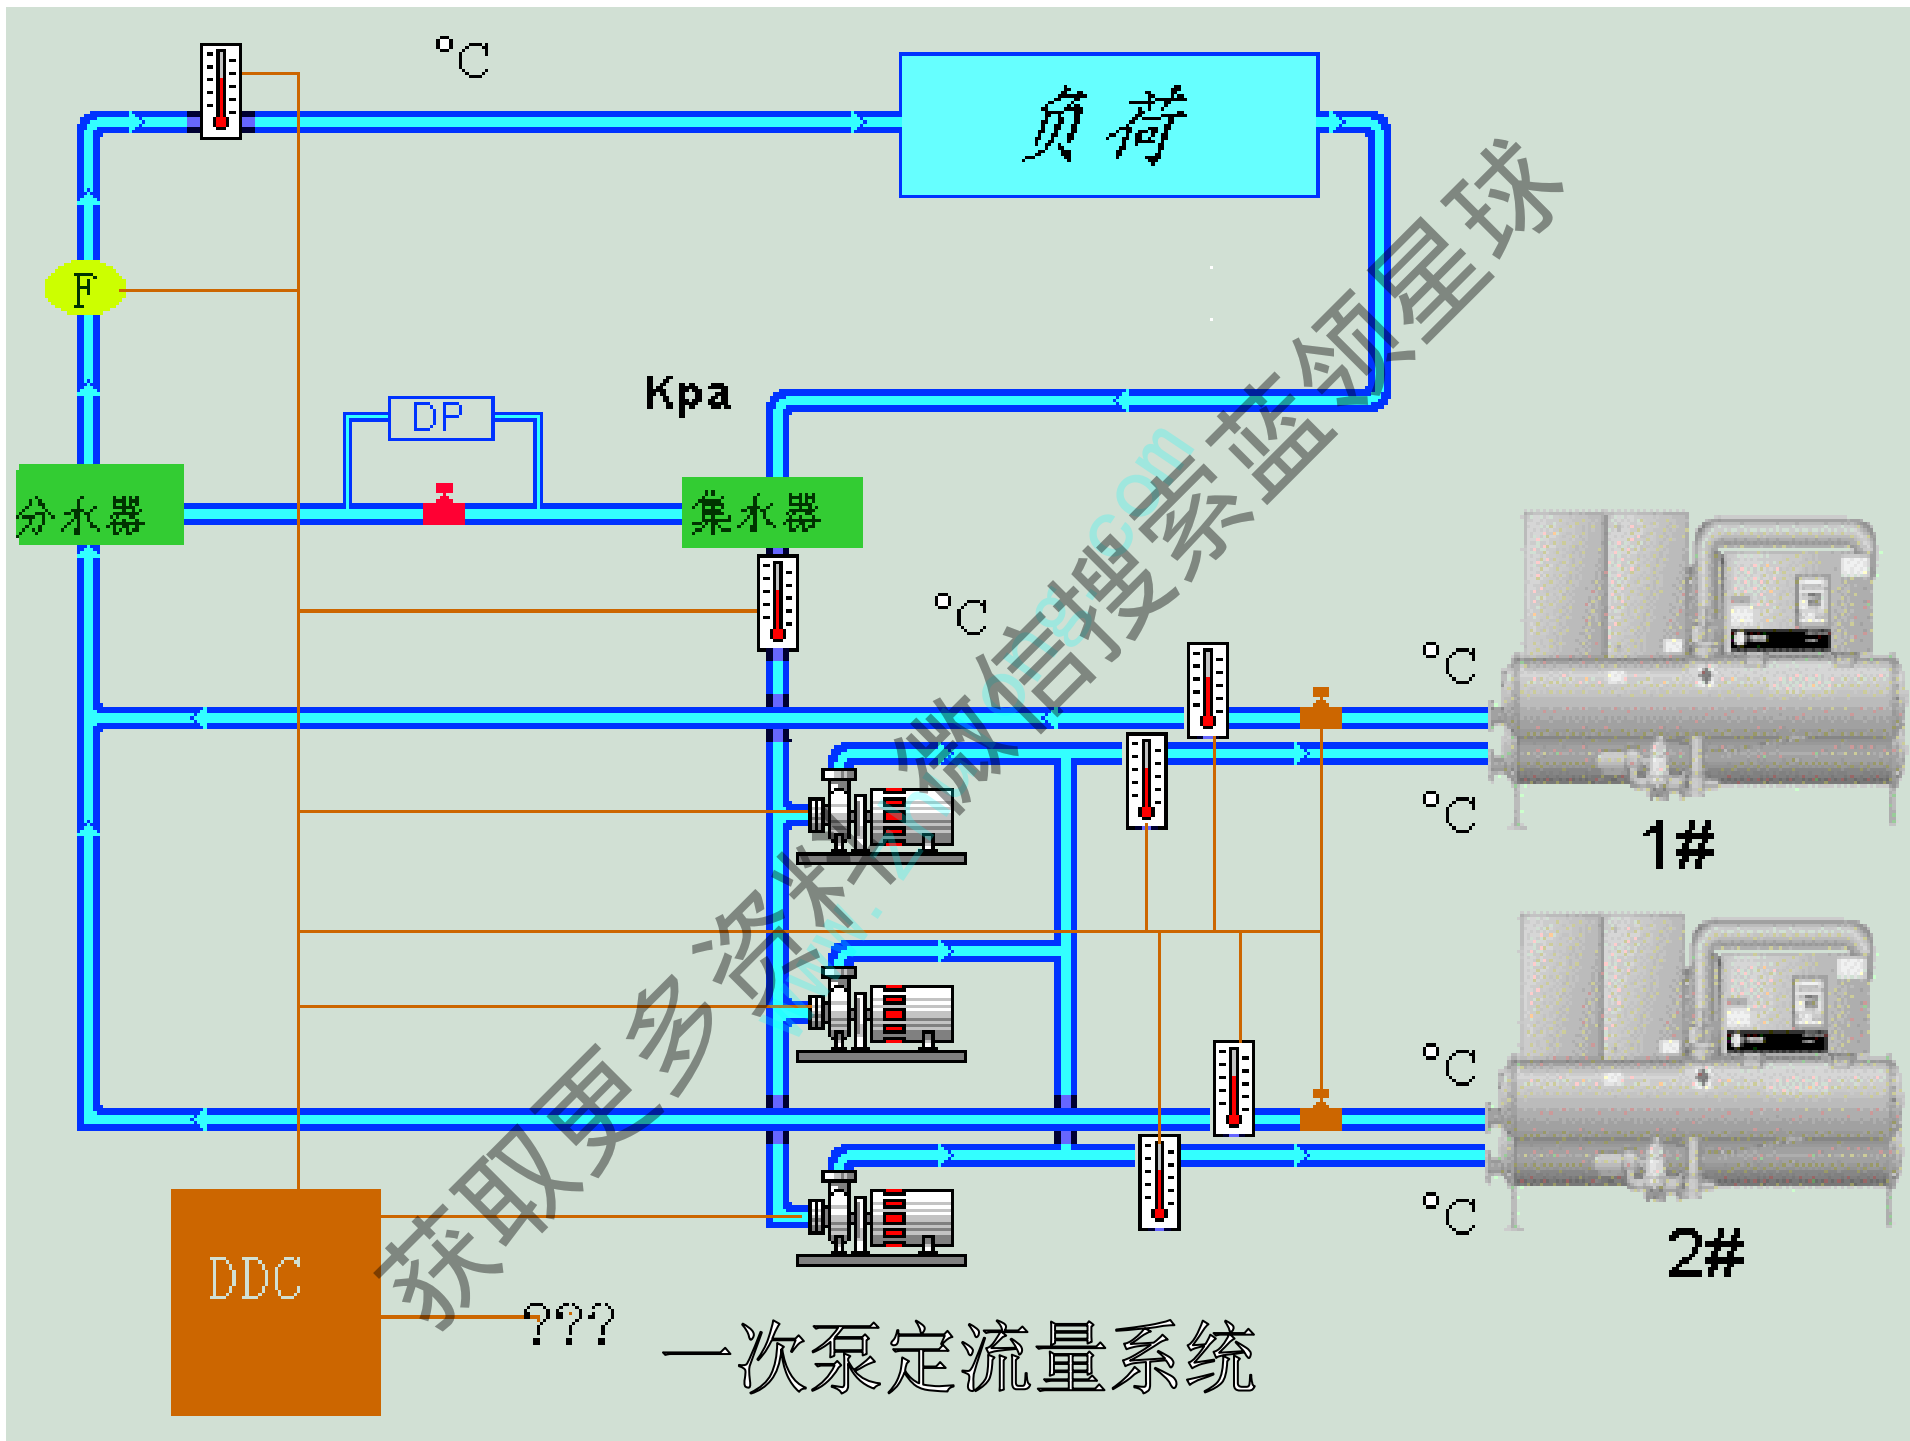 ℃
负荷
F
Kpa
DP
分水器
集水器
℃
℃
℃
1#
℃
℃
2#
DDC
???
一次泵定流量系统
获取更多资料 微信搜索蓝领星球